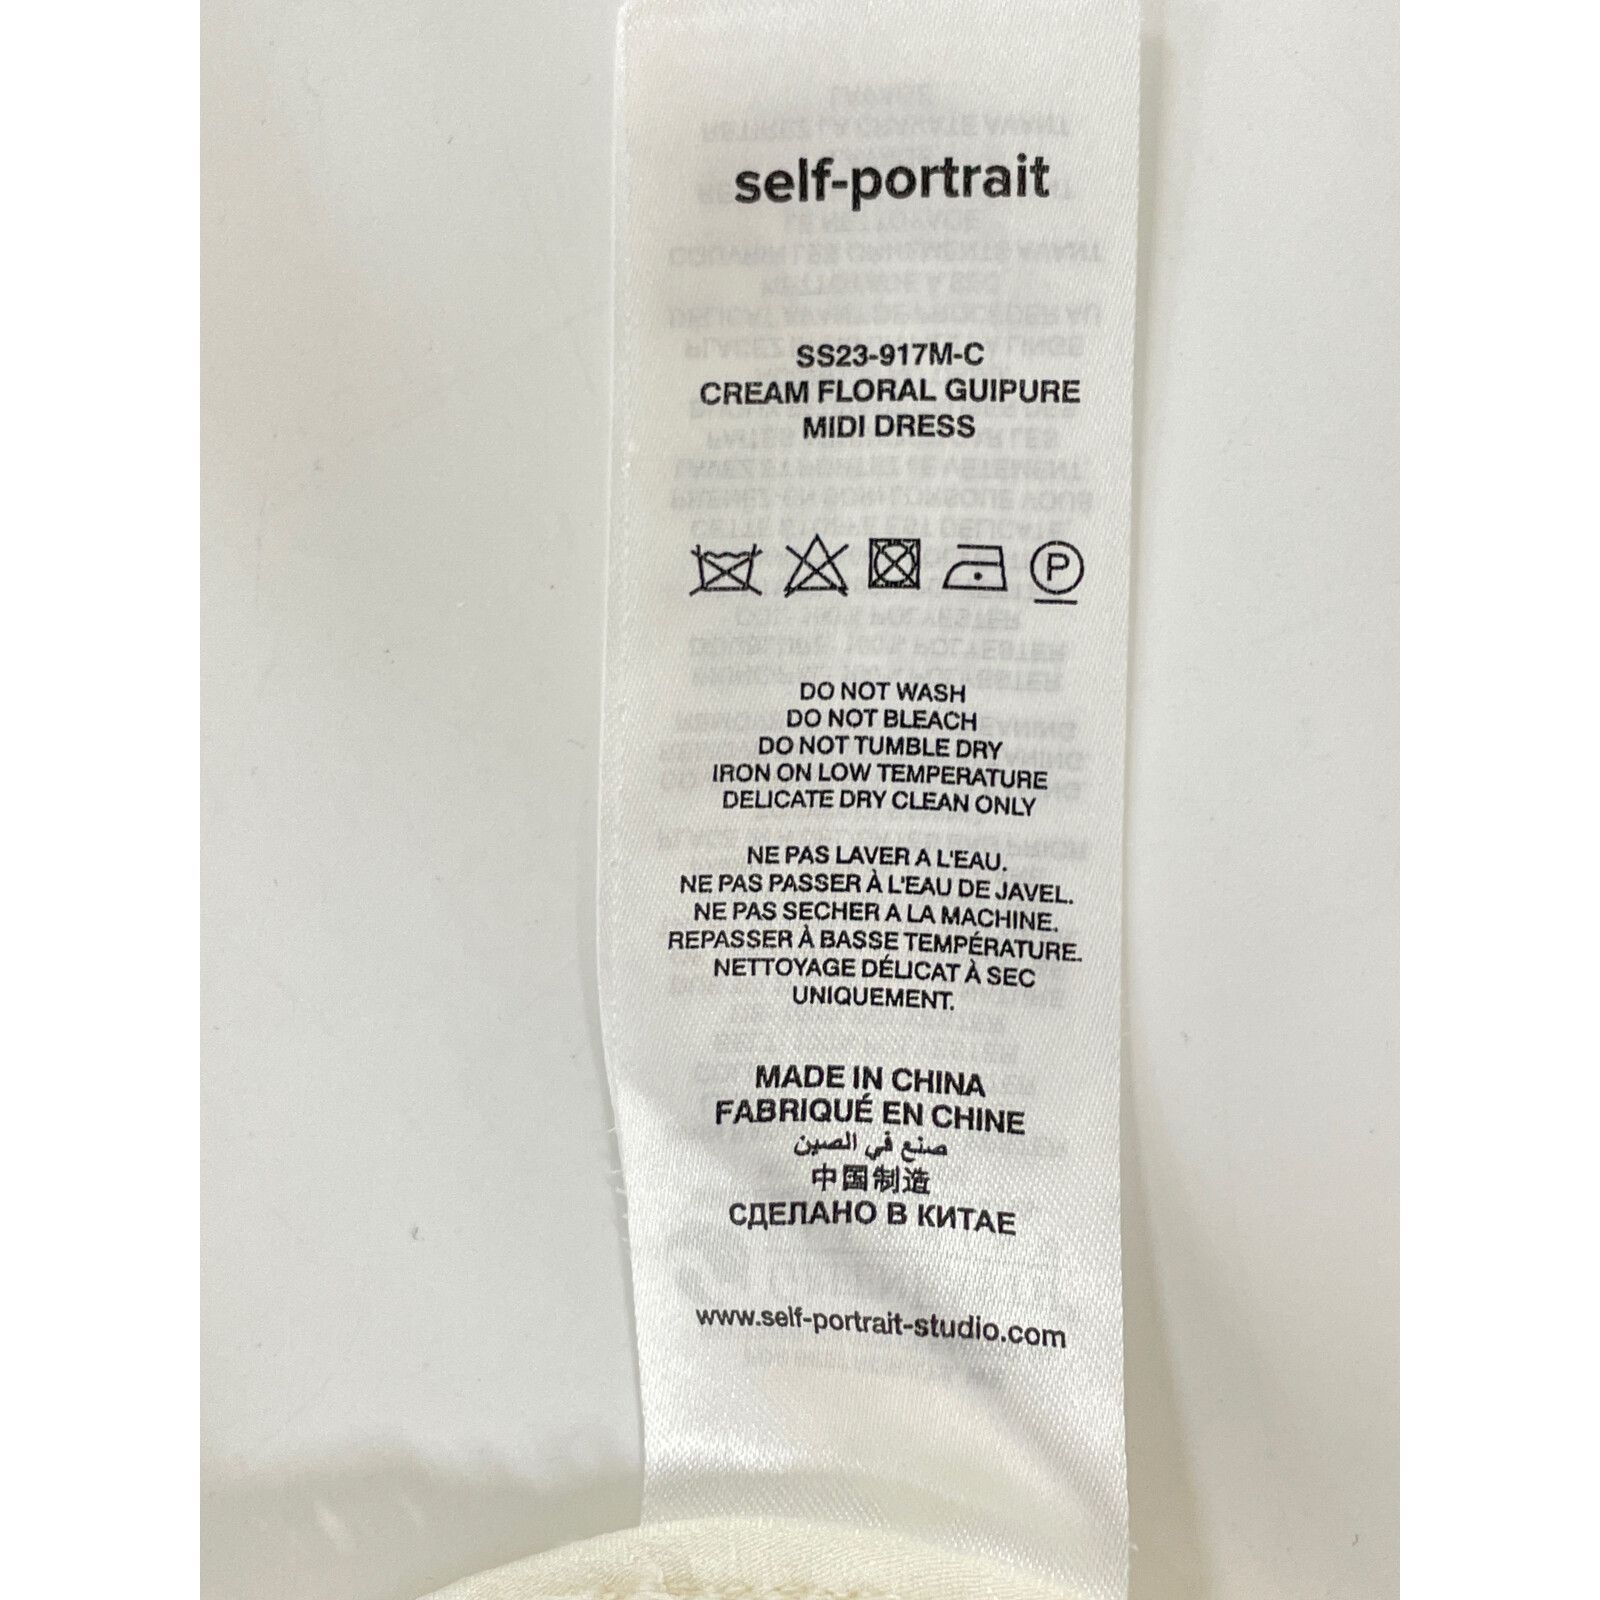 self-portrait
SS23-917M-C
CREAM FLORAL GUIPURE
MIDI DRESS
P
DO NOT WASH
DO NOT BLEACH
DO NOT TUMBLE DRY
IRON ON LOW TEMPERATURE
DELICATE DRY CLEAN ONLY
NE PAS LAVER A L'EAU.
NE PAS PASSER À L'EAU DE JAVEL.
NE PAS SECHER A LA MACHINE.
REPASSER À BASSE TEMPÉRATURE.
NETTOYAGE DÉLICAT À SEC
UNIQUEMENT.
MADE IN CHINA
FABRIQUÉ EN CHINE
صنع في الصين
中国制造
СДЕЛАНО В КИТАЕ
www.self-portrait-studio.com